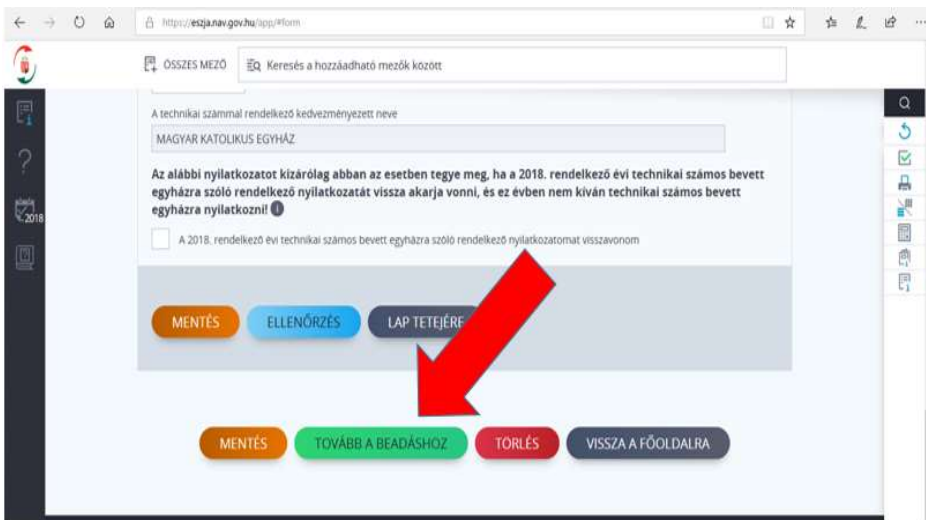 https://eszja.nav.gov.hu/app/#form
ÖSSZES MEZŐ
Keresés a hozzáadható mezők között
A technikai számmal rendelkező kedvezményezett neve
MAGYAR KATOLIKUS EGYHÁZ
Az alábbi nyilatkozatot kizárólag abban az esetben tegye meg, ha a 2018. rendelkező évi technikai számos bevett
egyházra szóló rendelkező nyilatkozatát vissza akarja vonni, és ez évben nem kíván technikai számos bevett
egyházra nyilatkozni!
A 2018. rendelkező évi technikai számos bevett egyházra szóló rendelkező nyilatkozatomat visszavonom
2018
MENTÉS
ELLENŐRZÉS
LAP TETEJÉRE
MENTÉS
TOVÁBB A BEADÁSHOZ
TÖRLÉS
VISSZA A FŐOLDALRA